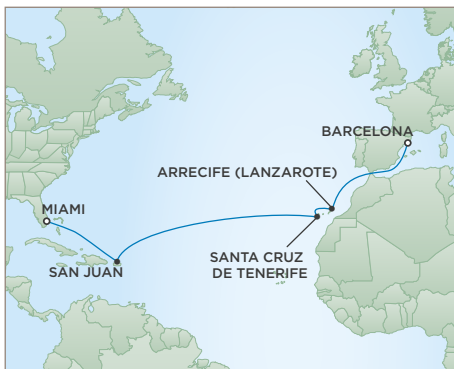 BARCELONA
ARRECIFE (LANZAROTE)
MIAMI
SANTA CRUZ
DE TENERIFE
SAN JUAN